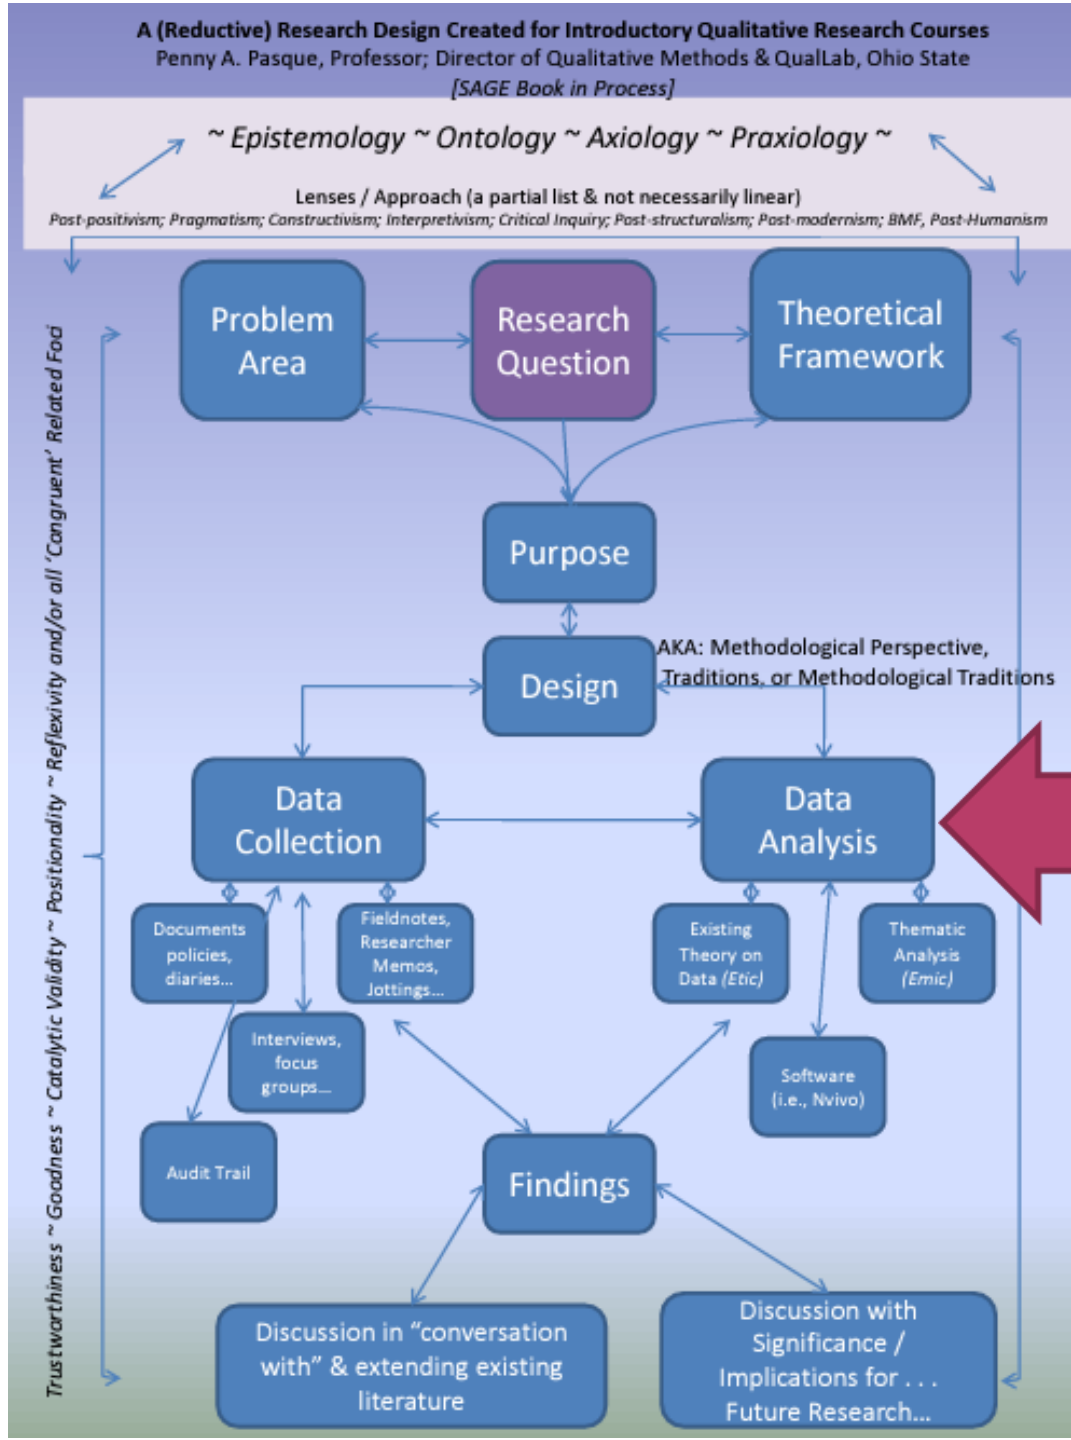 A (Reductive) Research Design Created for Introductory Qualitative Research Courses
Penny A. Pasque, Professor; Director of Qualitative Methods & QualLab, Ohio State
[SAGE Book in Process]
~ Epistemology ~ Ontology ~ Axiology ~ Praxiology ~
Lenses / Approach (a partial list & not necessarily linear)
Post-positivism; Pragmatism; Constructivism; Interpretivism; Critical Inquiry; Post-structuralism; Post-modernism; BMF, Post-Humanism
Trustworthiness ~ Goodness ~ Catalytic Validity ~ Positionality ~ Reflexivity and/or all ‘Congruent’ Related Foci
Problem
Area
Research
Question
Theoretical
Framework
Purpose
Design
AKA: Methodological Perspective,
Traditions, or Methodological Traditions
Data
Collection
Data
Analysis
Documents
policies,
diaries...
Fieldnotes,
Researcher
Memos,
Jottings...
Existing
Theory on
Data (Etic)
Thematic
Analysis
(Emic)
Interviews,
focus
groups...
Software
(i.e., Nvivo)
Audit Trail
Findings
Discussion in “conversation
with” & extending existing
literature
Discussion with
Significance /
Implications for . . .
Future Research...